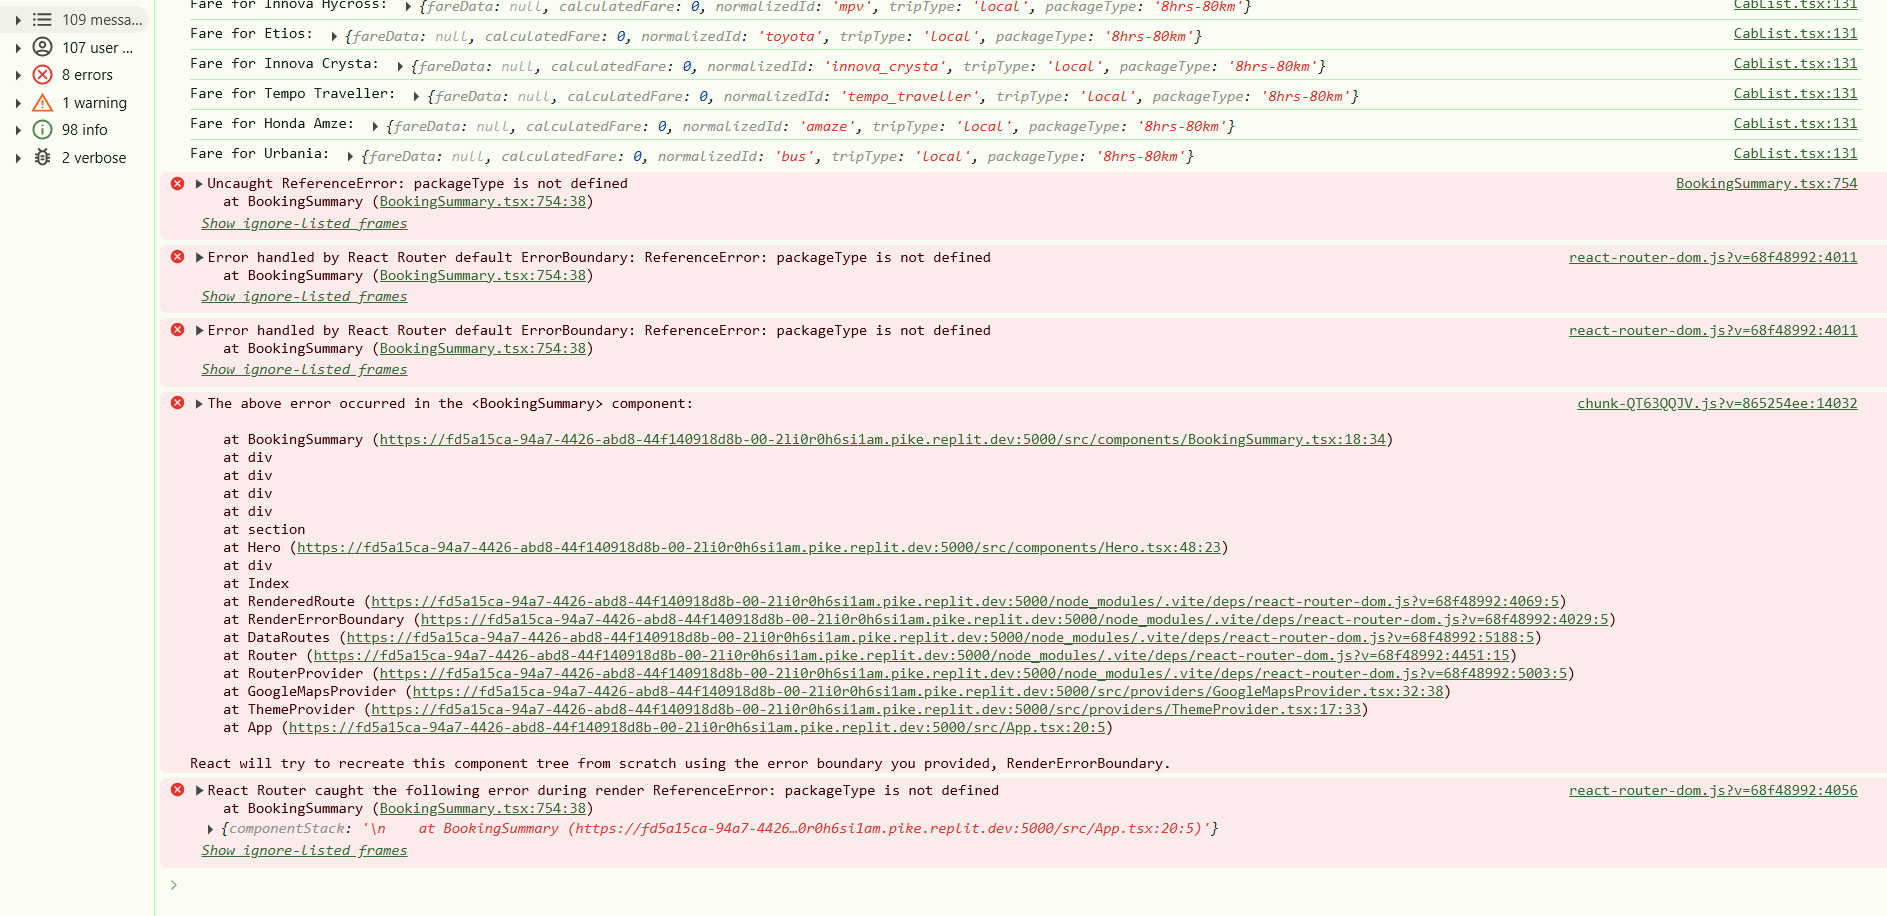 109 messa...
107 user ...
8 errors
1 warning
98 info
2 verbose
Fare for Innova Hycross: {fareData: null, calculatedFare: 0, normalizedId: 'mpv', tripType: 'local', packageType: '8hrs-80km'} CabList.tsx:131
Fare for Etios: {fareData: null, calculatedFare: 0, normalizedId: 'toyota', tripType: 'local', packageType: '8hrs-80km'} CabList.tsx:131
Fare for Innova Crysta: {fareData: null, calculatedFare: 0, normalizedId: 'innova_crysta', tripType: 'local', packageType: '8hrs-80km'} CabList.tsx:131
Fare for Tempo Traveller: {fareData: null, calculatedFare: 0, normalizedId: 'tempo_traveller', tripType: 'local', packageType: '8hrs-80km'} CabList.tsx:131
Fare for Honda Amze: {fareData: null, calculatedFare: 0, normalizedId: 'amaze', tripType: 'local', packageType: '8hrs-80km'} CabList.tsx:131
Fare for Urbania: {fareData: null, calculatedFare: 0, normalizedId: 'bus', tripType: 'local', packageType: '8hrs-80km'} CabList.tsx:131
Uncaught ReferenceError: packageType is not defined BookingSummary.tsx:754
at BookingSummary (BookingSummary.tsx:754:38)
Show ignore-listed frames
Error handled by React Router default ErrorBoundary: ReferenceError: packageType is not defined react-router-dom.js?v=68f48992:4011
at BookingSummary (BookingSummary.tsx:754:38)
Show ignore-listed frames
Error handled by React Router default ErrorBoundary: ReferenceError: packageType is not defined react-router-dom.js?v=68f48992:4011
at BookingSummary (BookingSummary.tsx:754:38)
Show ignore-listed frames
The above error occurred in the <BookingSummary> component: chunk-QT63QQJV.js?v=865254ee:14032
at BookingSummary (https://fd5a15ca-94a7-4426-abd8-44f140918d8b-00-2li0r0h6si1am.pike.replit.dev:5000/src/components/BookingSummary.tsx:18:34)
at div
at div
at div
at div
at section
at Hero (https://fd5a15ca-94a7-4426-abd8-44f140918d8b-00-2li0r0h6si1am.pike.replit.dev:5000/src/components/Hero.tsx:48:23)
at div
at Index
at RenderedRoute (https://fd5a15ca-94a7-4426-abd8-44f140918d8b-00-2li0r0h6si1am.pike.replit.dev:5000/node_modules/.vite/deps/react-router-dom.js?v=68f48992:4069:5)
at RenderErrorBoundary (https://fd5a15ca-94a7-4426-abd8-44f140918d8b-00-2li0r0h6si1am.pike.replit.dev:5000/node_modules/.vite/deps/react-router-dom.js?v=68f48992:4029:5)
at DataRoutes (https://fd5a15ca-94a7-4426-abd8-44f140918d8b-00-2li0r0h6si1am.pike.replit.dev:5000/node_modules/.vite/deps/react-router-dom.js?v=68f48992:5188:5)
at Router (https://fd5a15ca-94a7-4426-abd8-44f140918d8b-00-2li0r0h6si1am.pike.replit.dev:5000/node_modules/.vite/deps/react-router-dom.js?v=68f48992:4451:15)
at RouterProvider (https://fd5a15ca-94a7-4426-abd8-44f140918d8b-00-2li0r0h6si1am.pike.replit.dev:5000/node_modules/.vite/deps/react-router-dom.js?v=68f48992:5003:5)
at GoogleMapsProvider (https://fd5a15ca-94a7-4426-abd8-44f140918d8b-00-2li0r0h6si1am.pike.replit.dev:5000/src/providers/GoogleMapsProvider.tsx:32:38)
at ThemeProvider (https://fd5a15ca-94a7-4426-abd8-44f140918d8b-00-2li0r0h6si1am.pike.replit.dev:5000/src/providers/ThemeProvider.tsx:17:33)
at App (https://fd5a15ca-94a7-4426-abd8-44f140918d8b-00-2li0r0h6si1am.pike.replit.dev:5000/src/App.tsx:20:5)
React will try to recreate this component tree from scratch using the error boundary you provided, RenderErrorBoundary.
React Router caught the following error during render ReferenceError: packageType is not defined react-router-dom.js?v=68f48992:4056
at BookingSummary (BookingSummary.tsx:754:38)
{componentStack: '\n    at BookingSummary (https://fd5a15ca-94a7-4426…0r0h6si1am.pike.replit.dev:5000/src/App.tsx:20:5)'}
Show ignore-listed frames